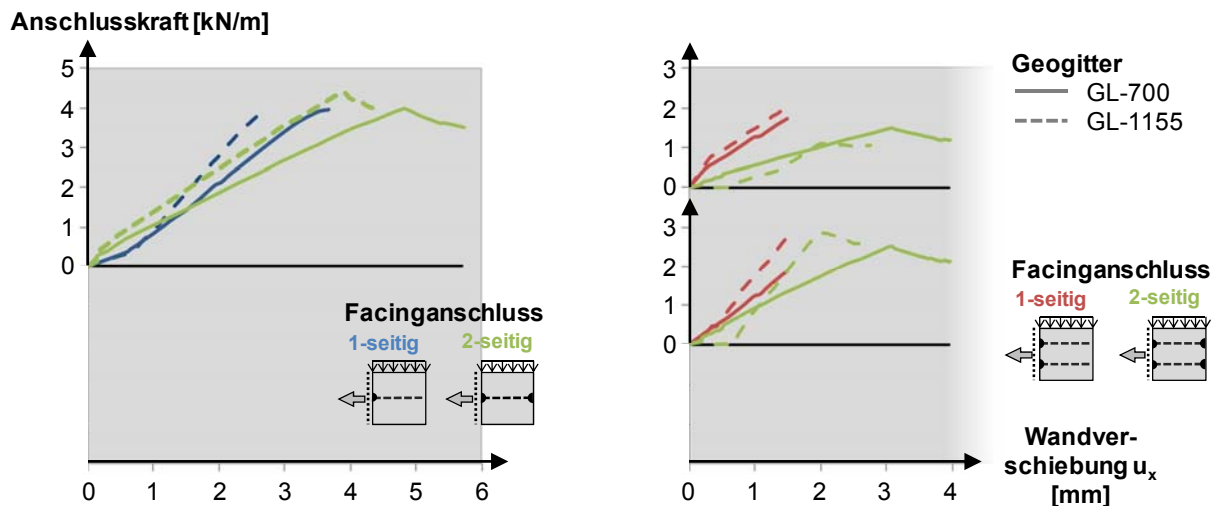 Anschlusskraft [kN/m]
5
4
3
2
1
0
Facinganschluss
1-seitig 2-seitig
0 1 2 3 4 5 6
3
2
1
0
3
2
1
0
Geogitter
GL-700
GL-1155
Facinganschluss
1-seitig 2-seitig
Wandver-
schiebung ux
[mm]
0 1 2 3 4